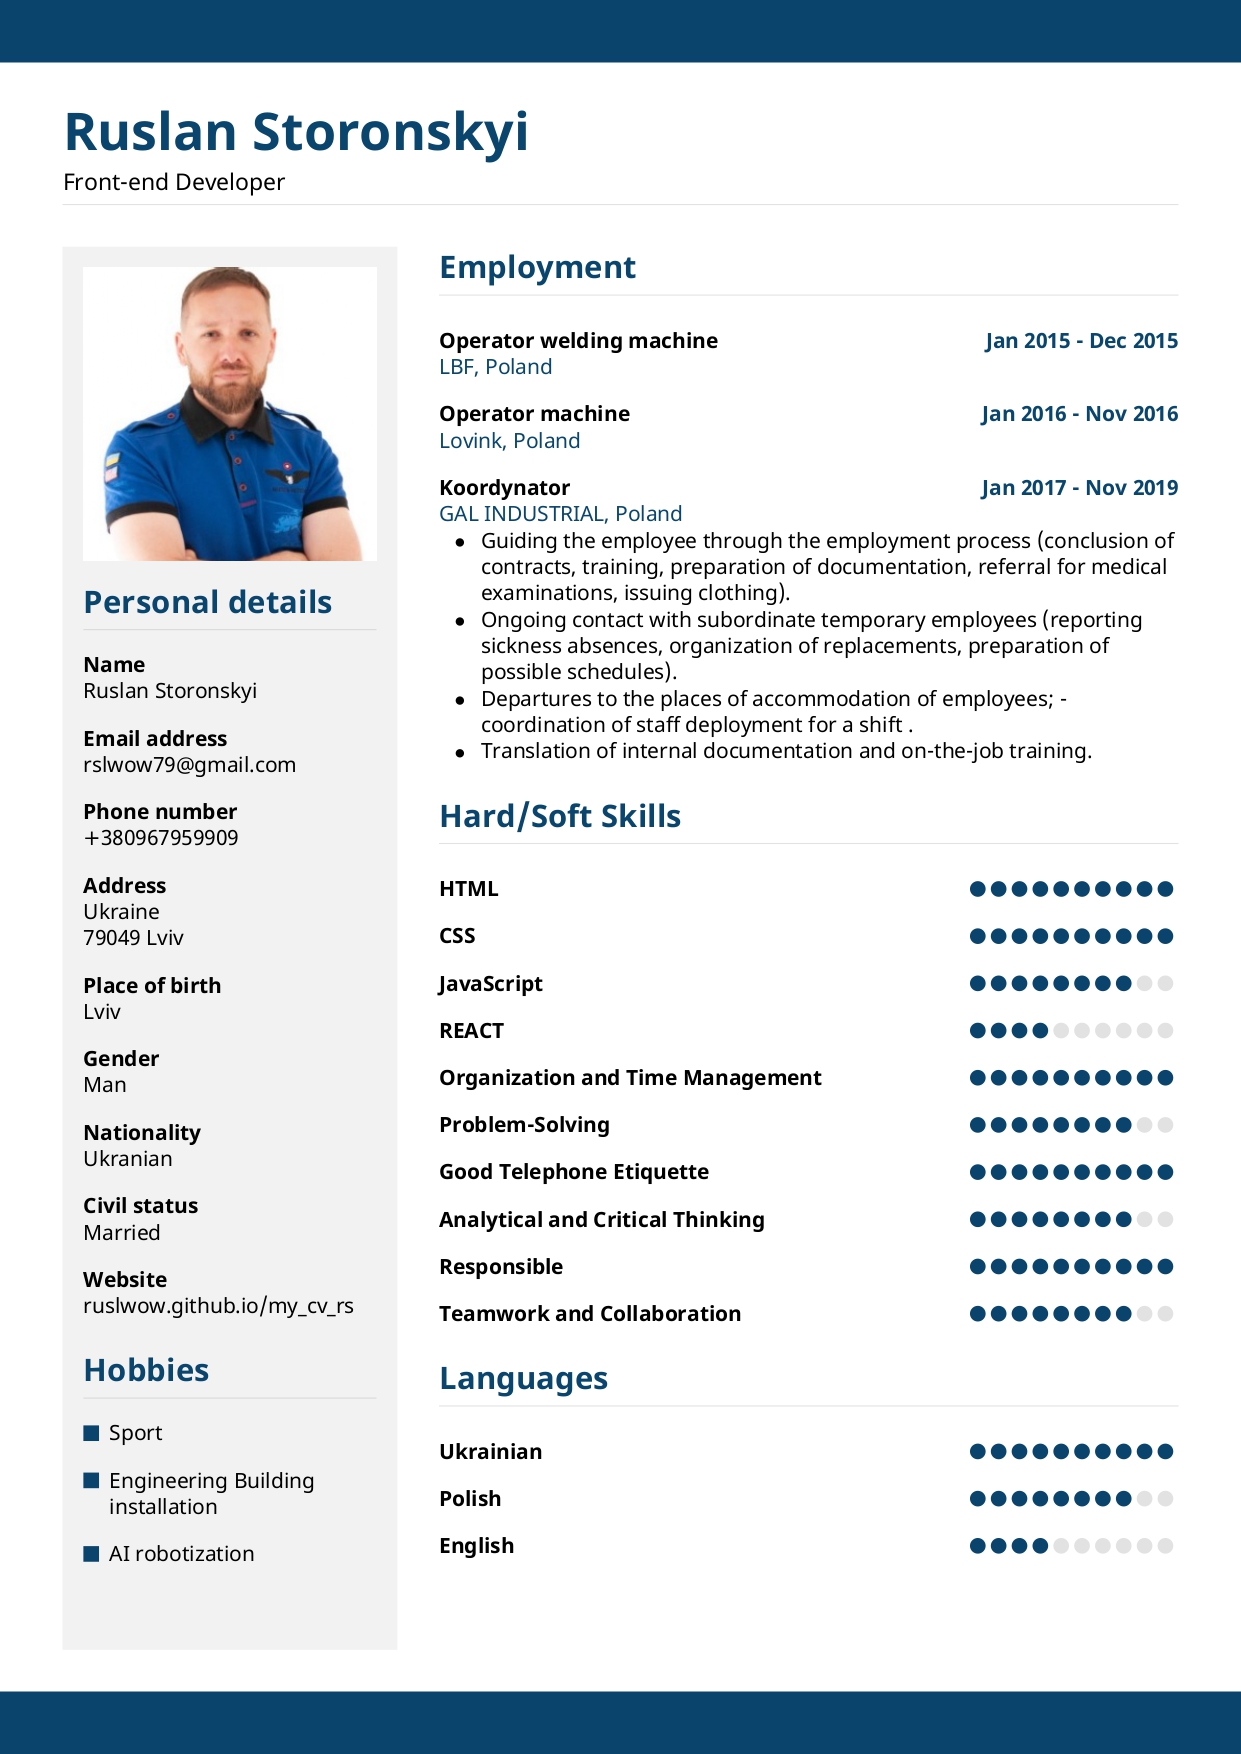 Ruslan Storonskyi
Front-end Developer
Personal details
Name
Ruslan Storonskyi
Email address
rslwow79@gmail.com
Phone number
+380967959909
Address
Ukraine
79049 Lviv
Place of birth
Lviv
Gender
Man
Nationality
Ukranian
Civil status
Married
Website
ruslwow.github.io/my_cv_rs
Hobbies
Sport
Engineering Building
installation
AI robotization
Employment
Operator welding machine Jan 2015 - Dec 2015
LBF, Poland
Operator machine Jan 2016 - Nov 2016
Lovink, Poland
Koordynator Jan 2017 - Nov 2019
GAL INDUSTRIAL, Poland
● Guiding the employee through the employment process (conclusion of
contracts, training, preparation of documentation, referral for medical
examinations, issuing clothing).
● Ongoing contact with subordinate temporary employees (reporting
sickness absences, organization of replacements, preparation of
possible schedules).
● Departures to the places of accommodation of employees; -
coordination of staff deployment for a shift .
● Translation of internal documentation and on-the-job training.
Hard/Soft Skills
HTML
CSS
JavaScript
REACT
Organization and Time Management
Problem-Solving
Good Telephone Etiquette
Analytical and Critical Thinking
Responsible
Teamwork and Collaboration
Languages
Ukrainian
Polish
English